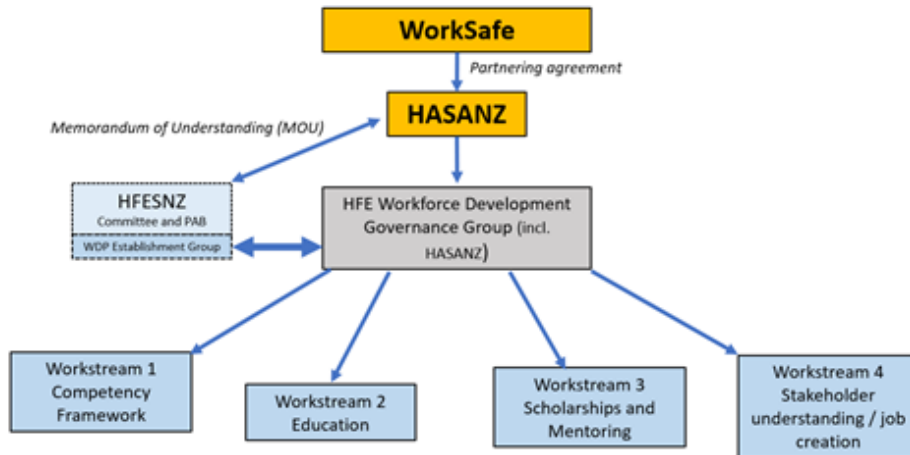 WorkSafe
Partnering agreement
HASANZ
Memorandum of Understanding (MOU)
HFESNZ
Committee and PAB
WDP Establishment Group
HFE Workforce Development
Governance Group (incl.
HASANZ)
Workstream 1
Competency
Framework
Workstream 2
Education
Workstream 3
Scholarships and
Mentoring
Workstream 4
Stakeholder
understanding / job
creation